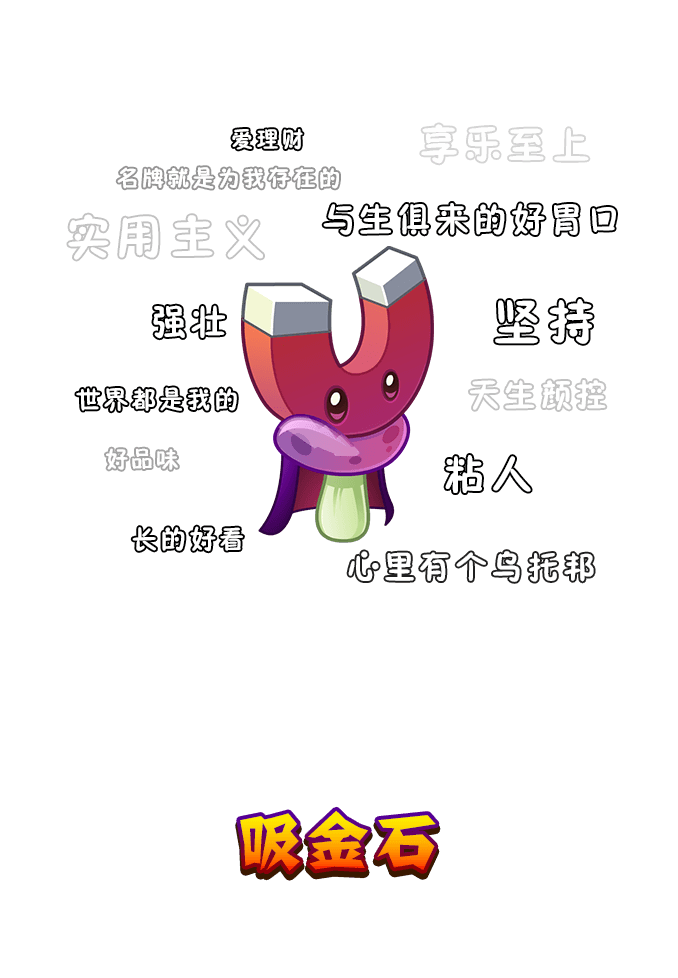 爱理财
享乐至上
名牌就是为我存在的
实用主义
与生俱来的好胃口
强壮
坚持
世界都是我的
天生颜控
好品味
粘人
长的好看
心里有个乌托邦
吸金石